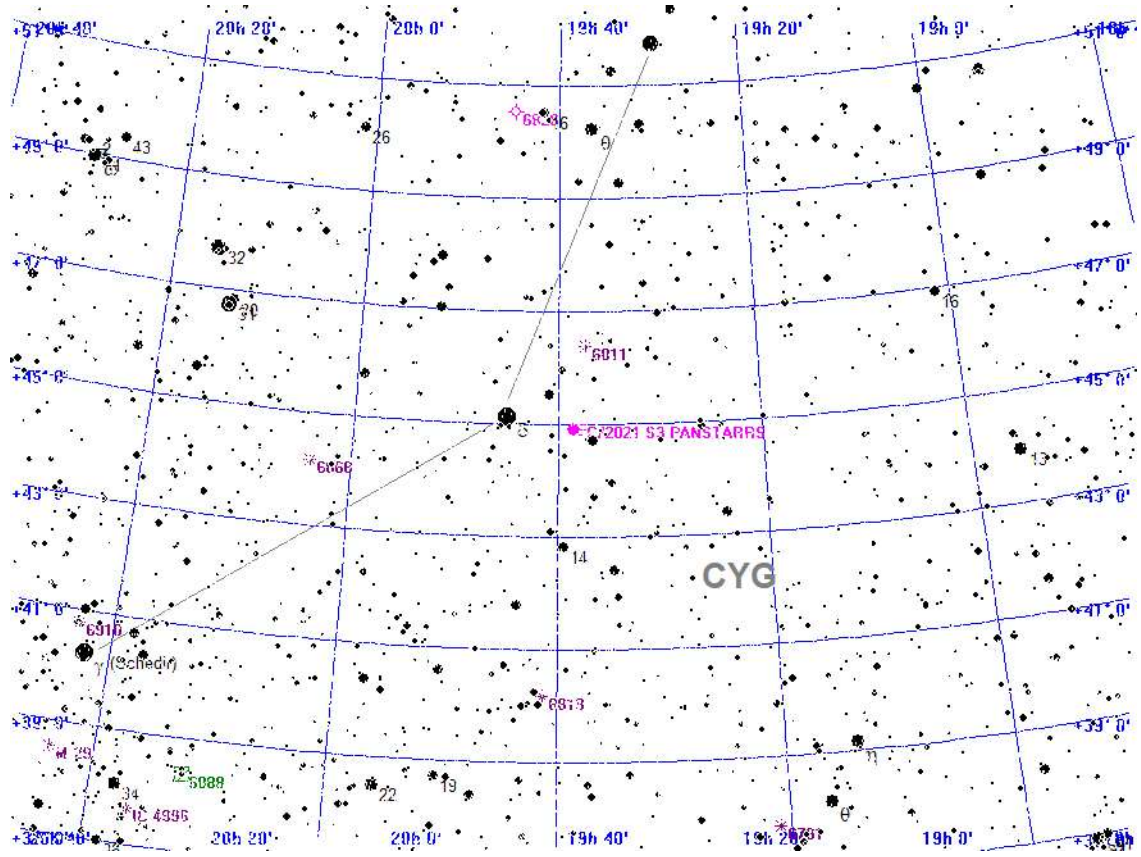 20h 20'
20h 0'
19h 40'
19h 20'
19h 0'
+51° 0'
6
26
θ
43
+49° 0'
+49° 0'
32
+47° 0'
+47° 0'
16
6811
+45° 0'
+45° 0'
δ
C/2021 S3 PANSTARRS
6866
13
+43° 0'
+43° 0'
14
CYG
+41° 0'
+41° 0'
6910
γ (Schedir)
+39° 0'
+39° 0'
M 29
η
6888
34
22
19
IC 4996
θ
20h 20'
20h 0'
19h 40'
19h 20'
19h 0'